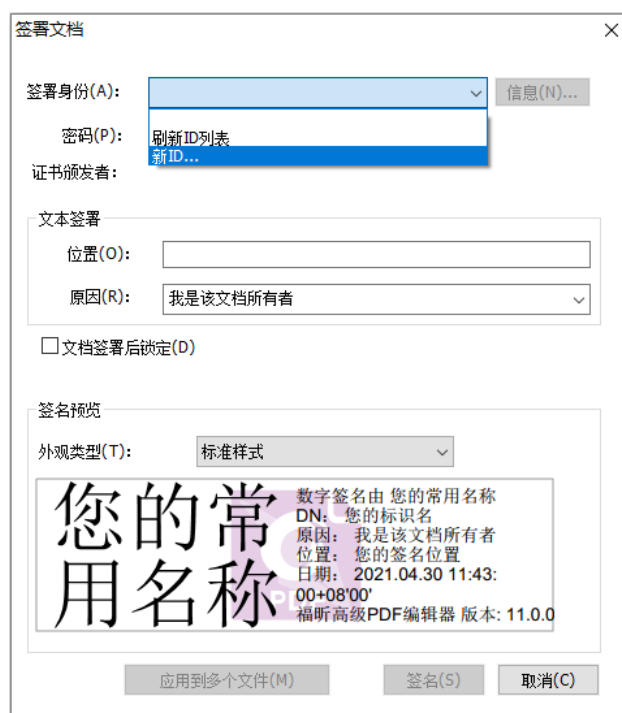 签署文档
签署身份(A):
信息(N)...
密码(P):
刷新ID列表
新ID...
证书颁发者:
文本签署
位置(O):
原因(R):
我是该文档所有者
文档签署后锁定(D)
签名预览
外观类型(T):
标准样式
您的常
用名称
数字签名由 您的常用名称
DN: 您的标识名
原因: 我是该文档所有者
位置: 您的签名位置
日期: 2021.04.30 11:43:
00+08'00'
福昕高级PDF编辑器 版本: 11.0.0
PDF
应用到多个文件(M)
签名(S)
取消(C)